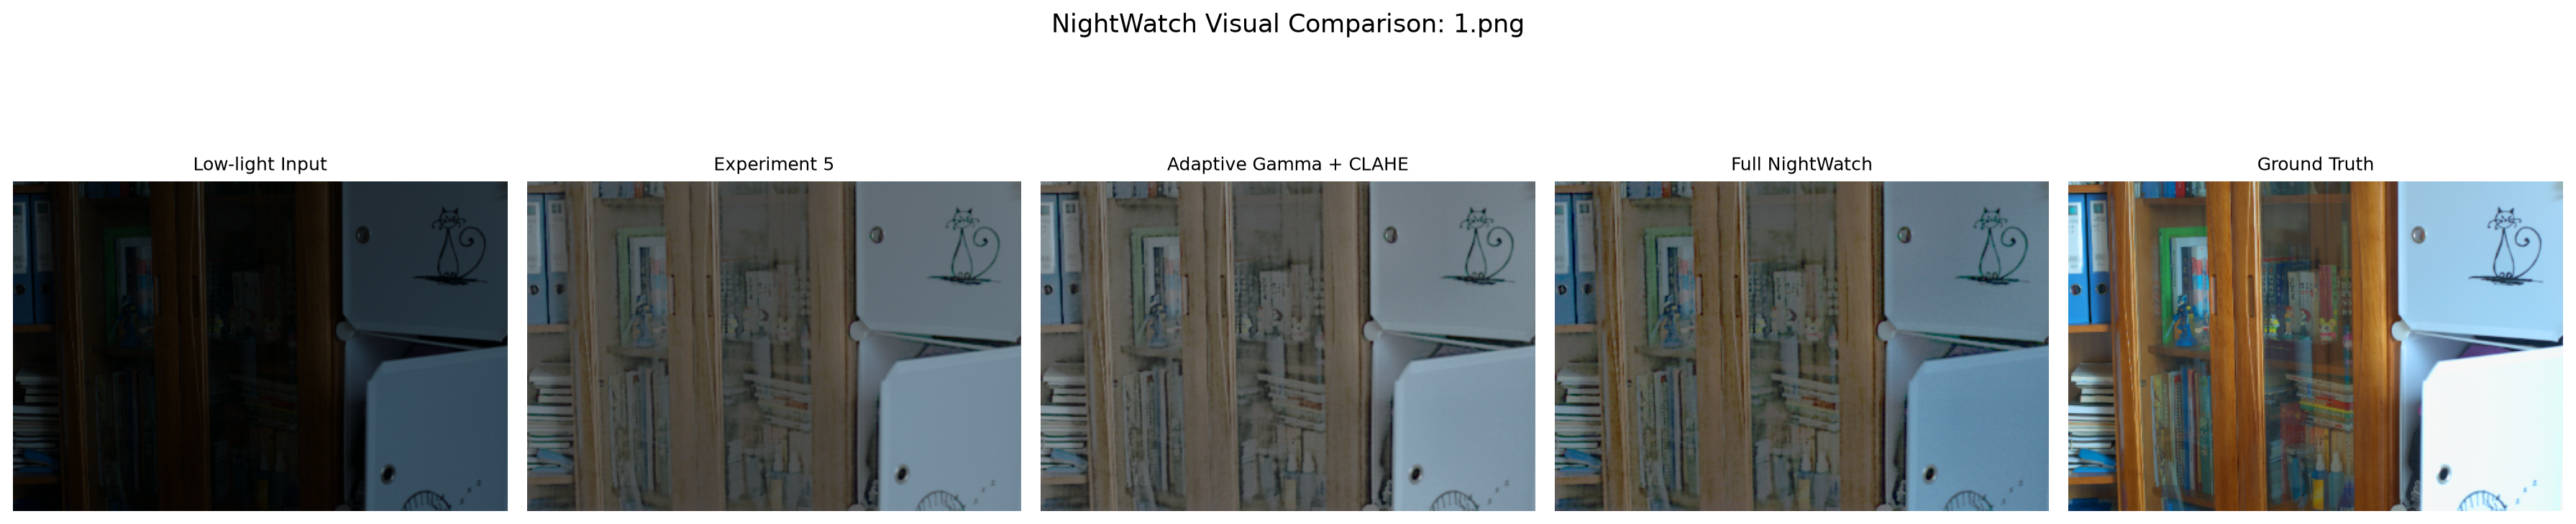 NightWatch Visual Comparison: 1.png
Low-light Input
Experiment 5
Adaptive Gamma + CLAHE
Full NightWatch
Ground Truth